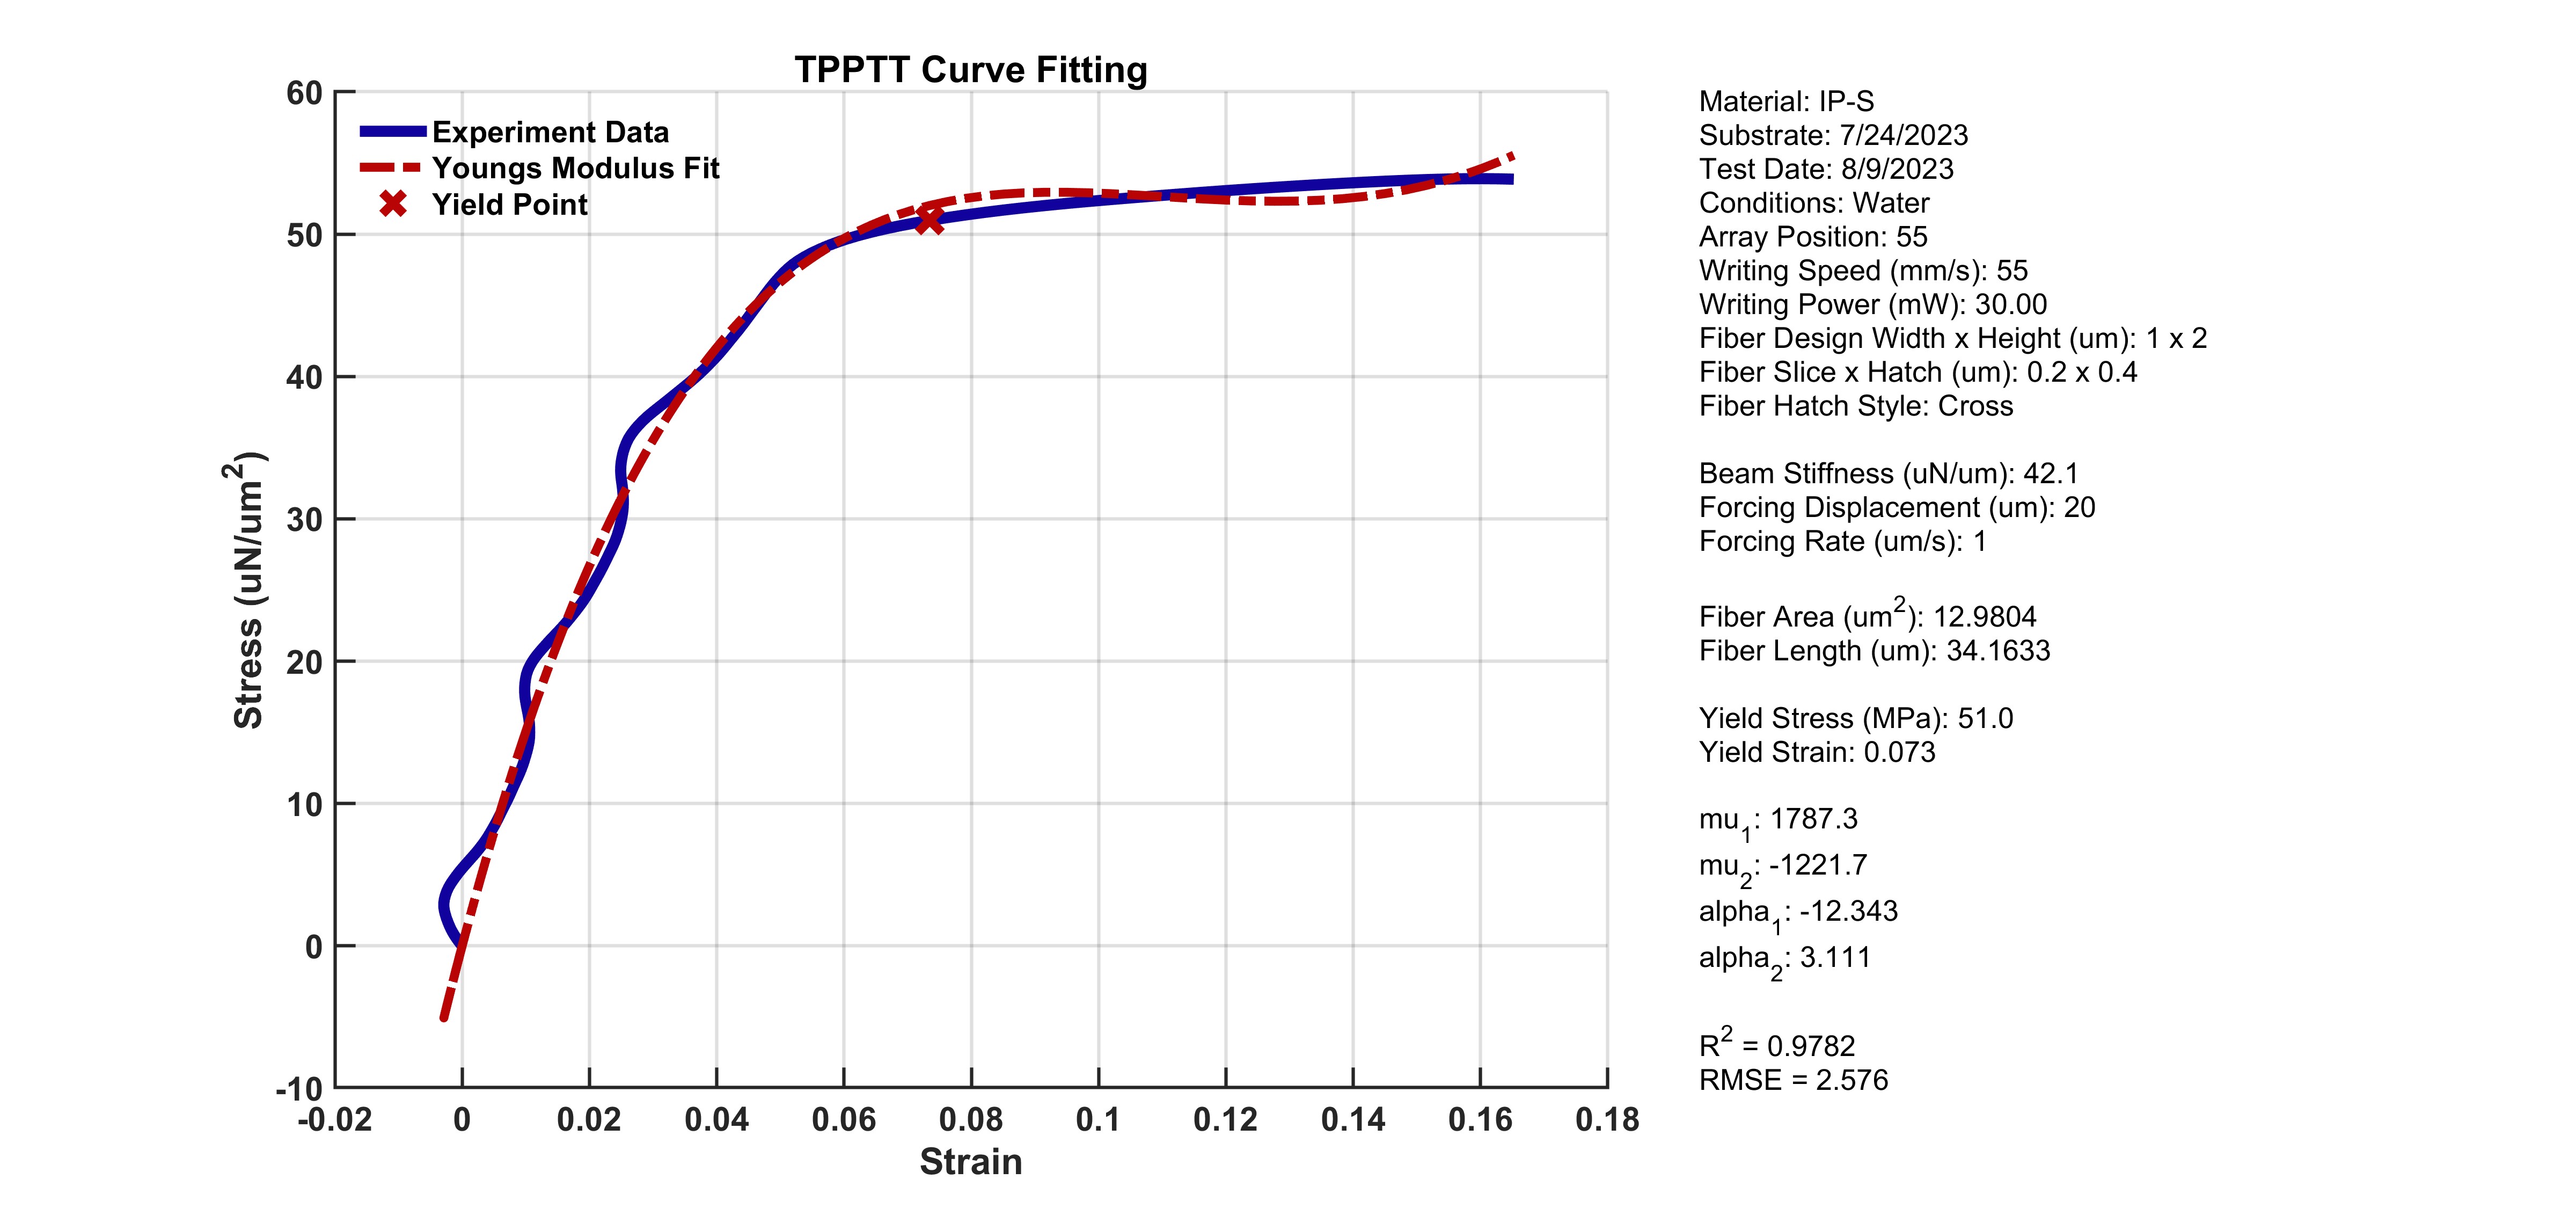 TPPTT Curve Fitting
60
50
40
30
20
10
0
-10
Stress (uN/um²)
Experiment Data
Youngs Modulus Fit
Yield Point
-0.02 0 0.02 0.04 0.06 0.08 0.1 0.12 0.14 0.16 0.18
Strain
Material: IP-S
Substrate: 7/24/2023
Test Date: 8/9/2023
Conditions: Water
Array Position: 55
Writing Speed (mm/s): 55
Writing Power (mW): 30.00
Fiber Design Width x Height (um): 1 x 2
Fiber Slice x Hatch (um): 0.2 x 0.4
Fiber Hatch Style: Cross
Beam Stiffness (uN/um): 42.1
Forcing Displacement (um): 20
Forcing Rate (um/s): 1
Fiber Area (um²): 12.9804
Fiber Length (um): 34.1633
Yield Stress (MPa): 51.0
Yield Strain: 0.073
mu₁: 1787.3
mu₂: -1221.7
alpha₁: -12.343
alpha₂: 3.111
R² = 0.9782
RMSE = 2.576